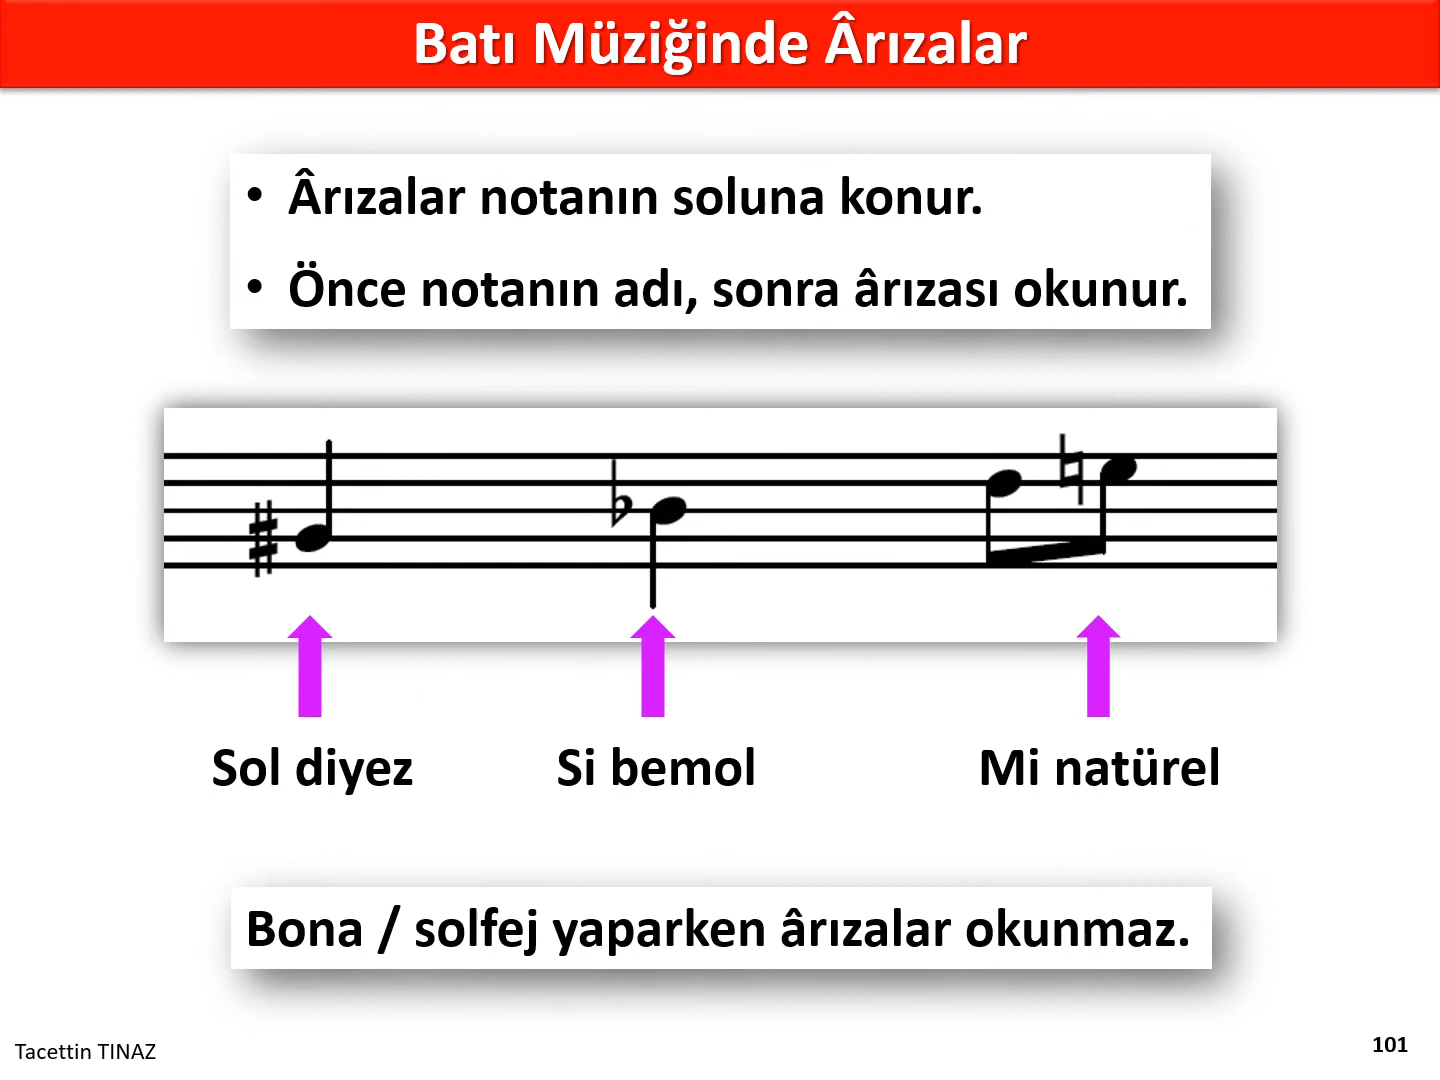 Batı Müziğinde Ârızalar
• Ârızalar notanın soluna konur.
• Önce notanın adı, sonra ârızası okunur.
Sol diyez
Si bemol
Mi natürel
Bona / solfej yaparken ârızalar okunmaz.
Tacettin TINAZ
101